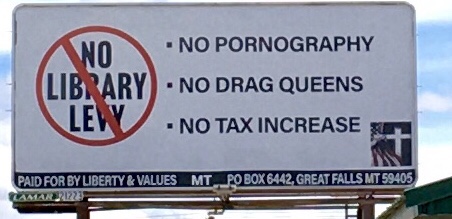 NO
LIBRARY
LEVY
▪ NO PORNOGRAPHY
▪ NO DRAG QUEENS
▪ NO TAX INCREASE
PAID FOR BY LIBERTY & VALUES MT PO BOX 6442, GREAT FALLS MT 59405
LAMAR